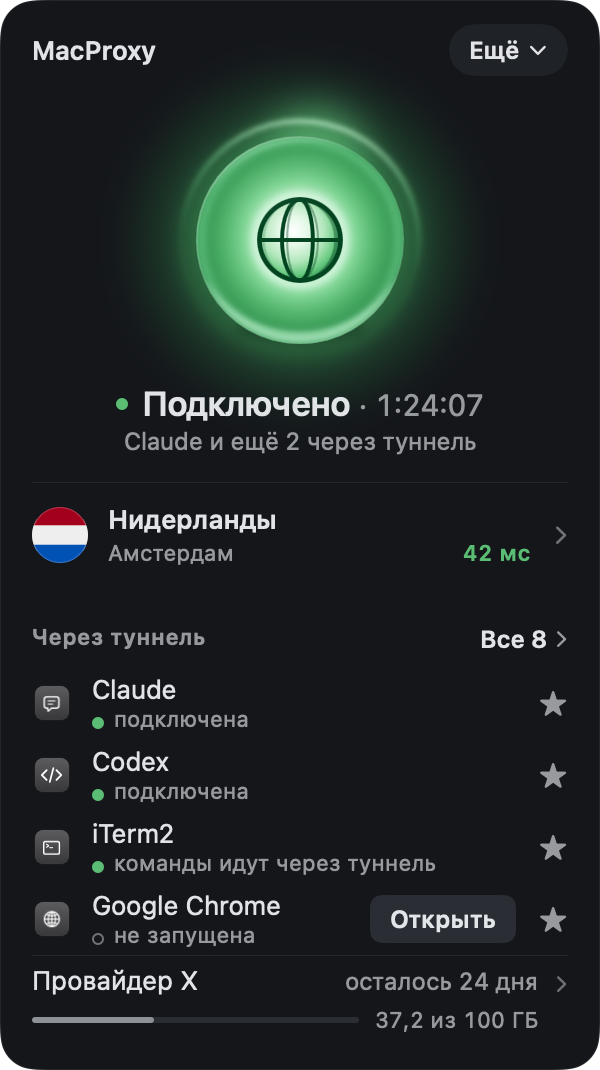 MacProxy
Ещё
Подключено · 1:24:07
Claude и ещё 2 через туннель
Нидерланды
Амстердам
42 мс
Через туннель
Все 8
Claude
подключена
Codex
подключена
iTerm2
команды идут через туннель
Google Chrome
не запущена
Открыть
Провайдер X
осталось 24 дня
37,2 из 100 ГБ